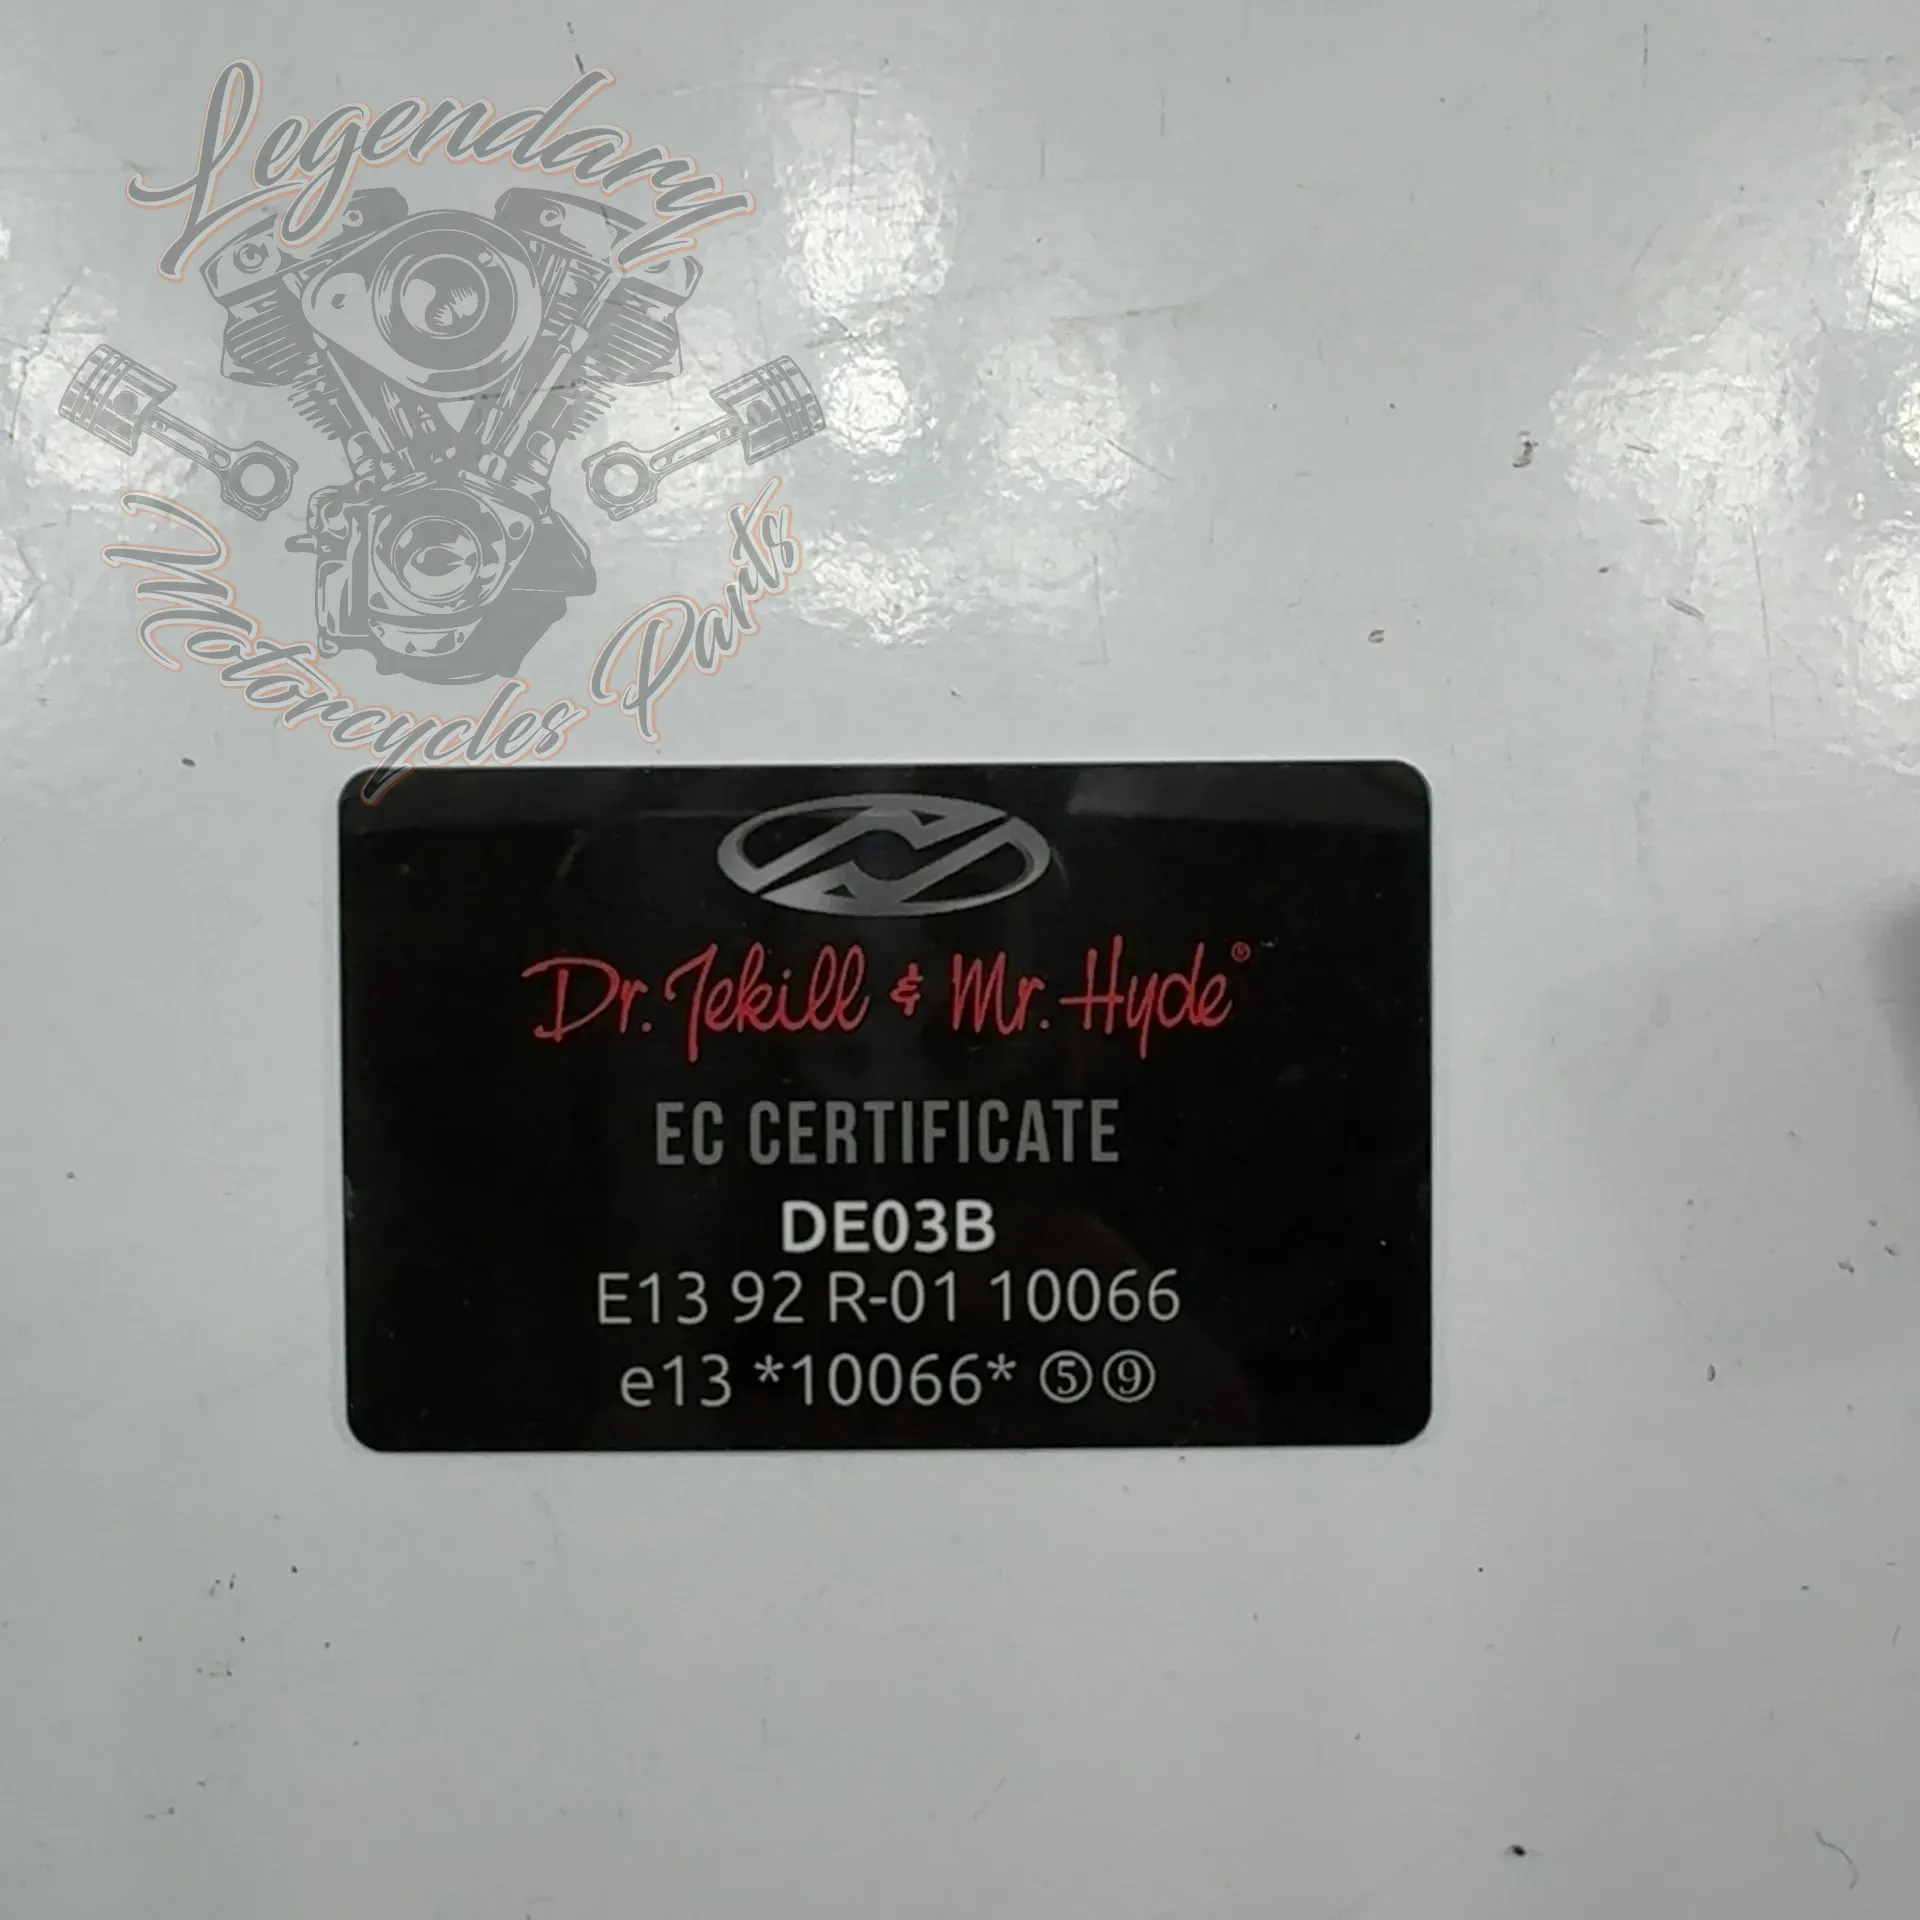 Legendary
Motorcycles Parts
Dr. Jekill & Mr. Hyde®
EC CERTIFICATE
DE03B
E13 92 R-01 10066
e13 *10066* ⑤⑨